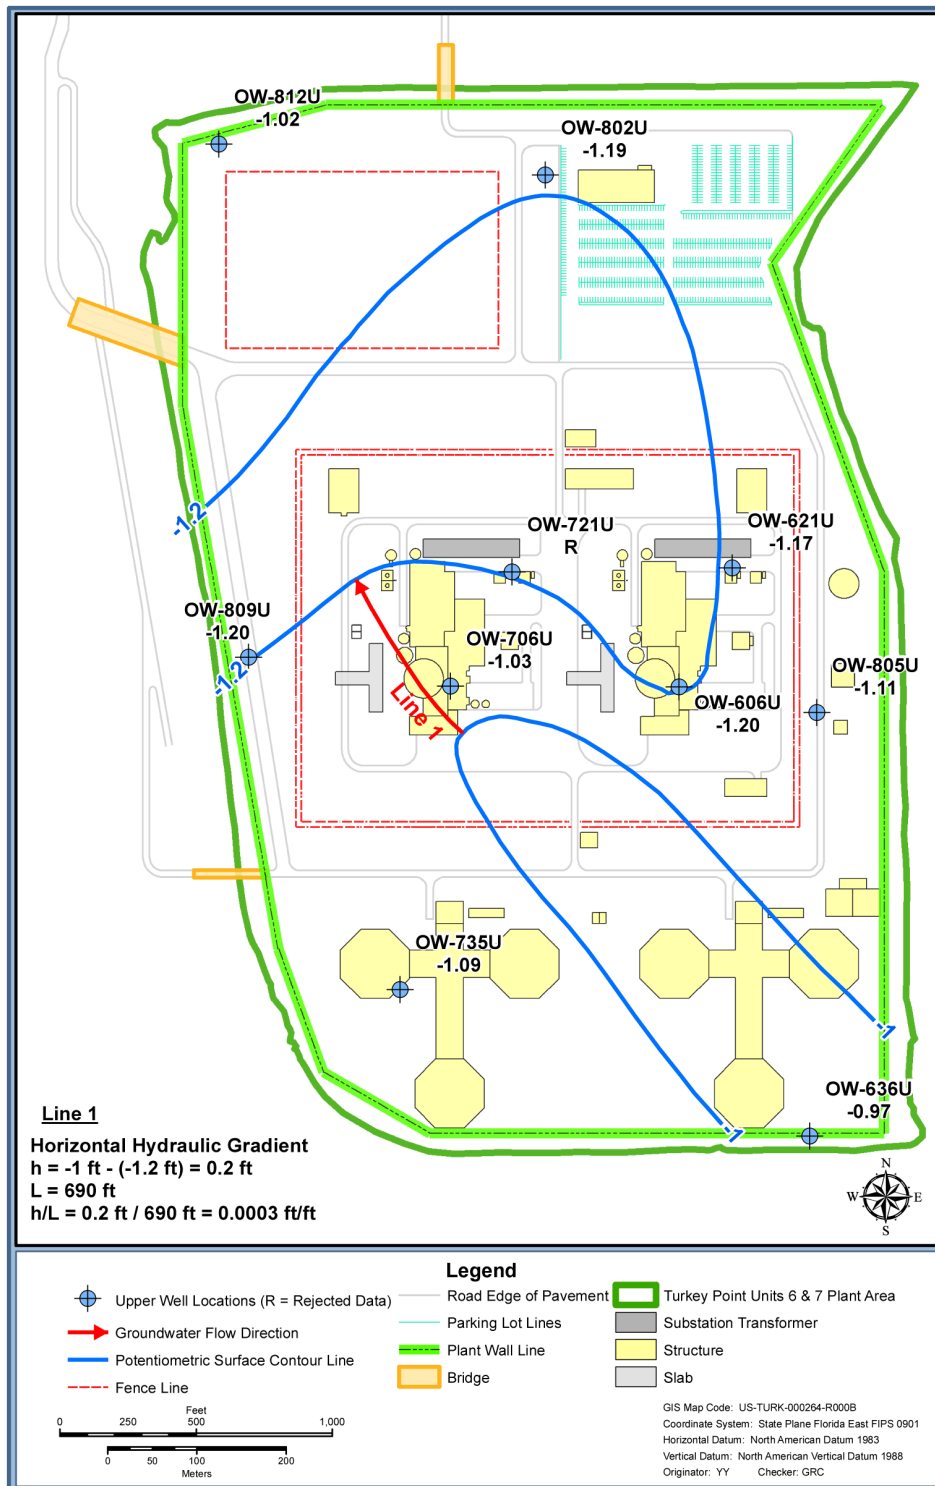 OW-812U
-1.02
OW-802U
-1.19
-1.2
OW-721U
R
OW-621U
-1.17
OW-809U
-1.20
-1.2
OW-706U
-1.03
Line 1
OW-606U
-1.20
OW-805U
-1.11
OW-735U
-1.09
-1
OW-636U
-0.97
-1
Line 1
Horizontal Hydraulic Gradient
h = -1 ft - (-1.2 ft) = 0.2 ft
L = 690 ft
h/L = 0.2 ft / 690 ft = 0.0003 ft/ft
N
W E
S
Legend
Upper Well Locations (R = Rejected Data)
Groundwater Flow Direction
Potentiometric Surface Contour Line
Fence Line
Road Edge of Pavement
Parking Lot Lines
Plant Wall Line
Bridge
Turkey Point Units 6 & 7 Plant Area
Substation Transformer
Structure
Slab
Feet
0 250 500 1,000
0 50 100 200
Meters
GIS Map Code: US-TURK-000264-R000B
Coordinate System: State Plane Florida East FIPS 0901
Horizontal Datum: North American Datum 1983
Vertical Datum: North American Vertical Datum 1988
Originator: YY Checker: GRC